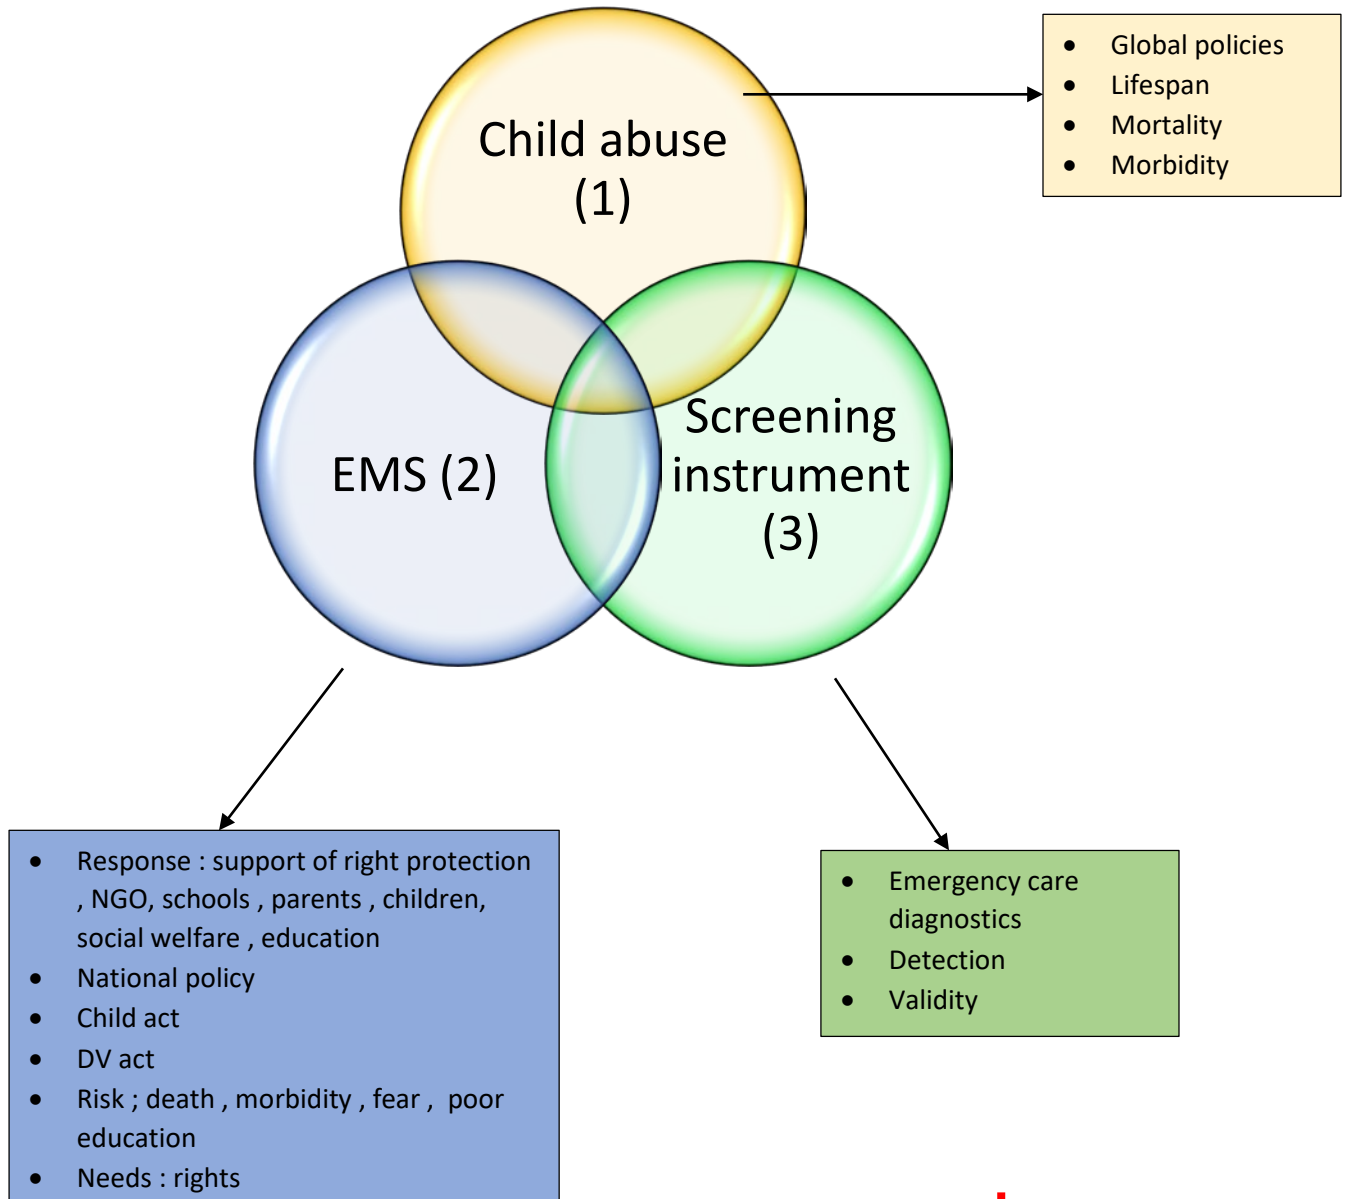 Child abuse
(1)
• Global policies
• Lifespan
• Mortality
• Morbidity
EMS (2)
Screening
instrument
(3)
• Response : support of right protection
, NGO, schools , parents , children,
social welfare , education
• National policy
• Child act
• DV act
• Risk ; death , morbidity , fear , poor
education
• Needs : rights
• Emergency care
diagnostics
• Detection
• Validity